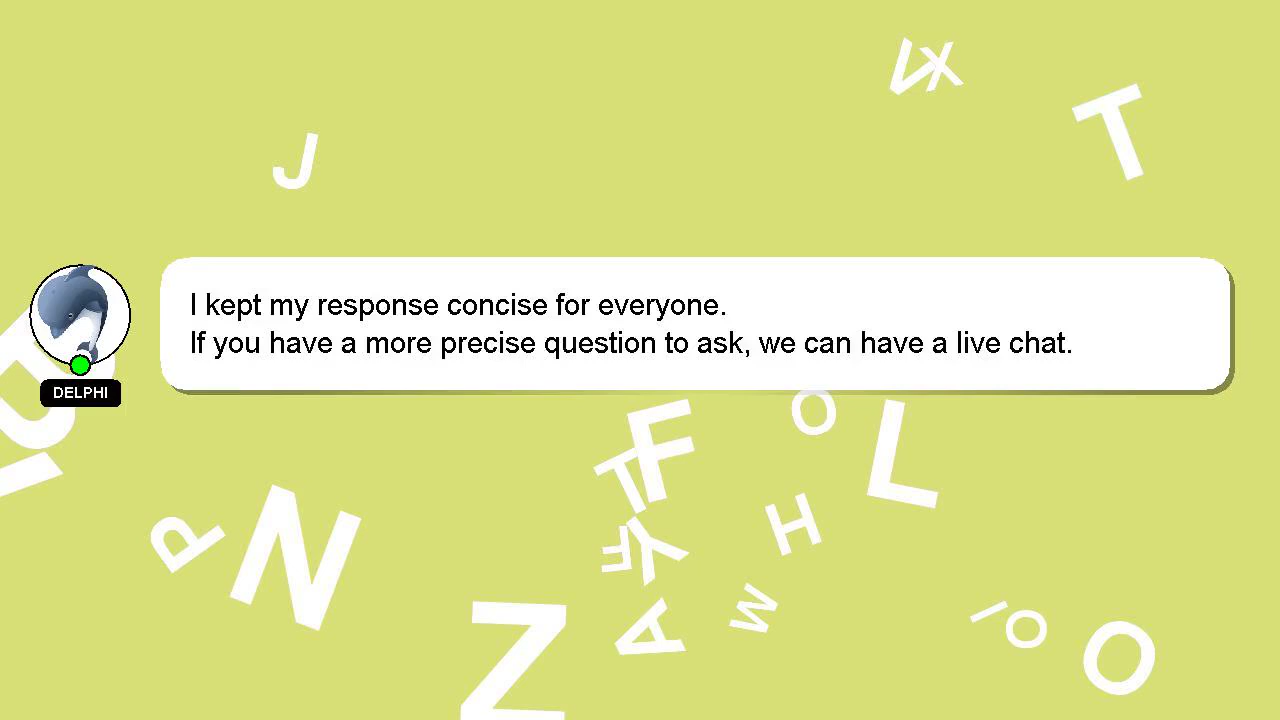 V X
T
J
I kept my response concise for everyone.
If you have a more precise question to ask, we can have a live chat.
DELPHI
O
F
L
T
P
N
H
F
Y
Z
A
W
I
O
O